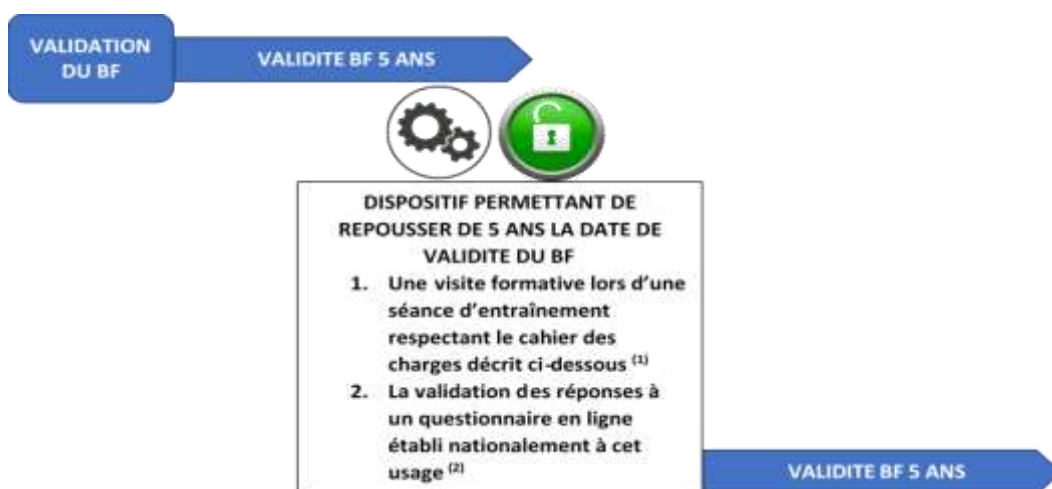 VALIDATION
DU BF
VALIDITE BF 5 ANS
DISPOSITIF PERMETTANT DE
REPOUSSER DE 5 ANS LA DATE DE
VALIDITE DU BF
1. Une visite formative lors d’une
séance d’entraînement
respectant le cahier des
charges décrit ci-dessous (1)
2. La validation des réponses à
un questionnaire en ligne
établi nationalement à cet
usage (2)
VALIDITE BF 5 ANS